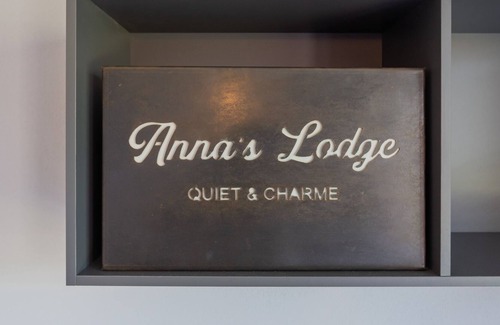 Anna's Lodge
QUIET & CHARME